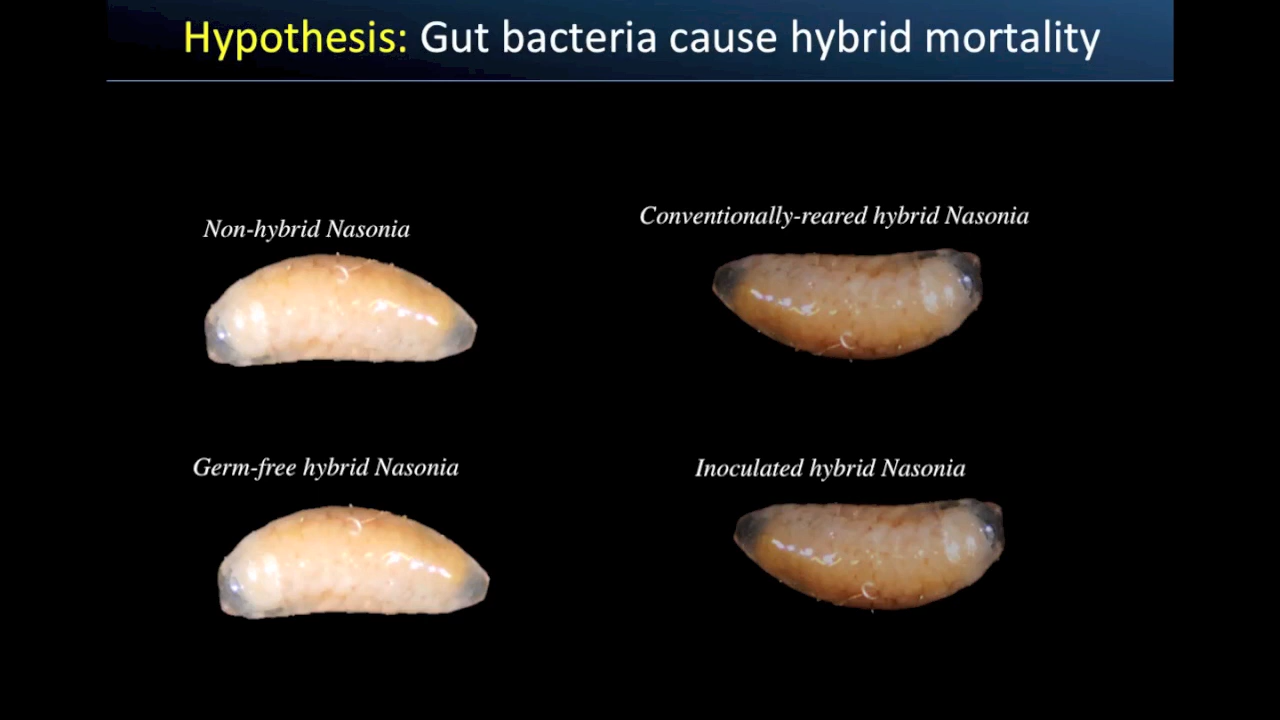 Hypothesis: Gut bacteria cause hybrid mortality
Non-hybrid Nasonia
Conventionally-reared hybrid Nasonia
Germ-free hybrid Nasonia
Inoculated hybrid Nasonia